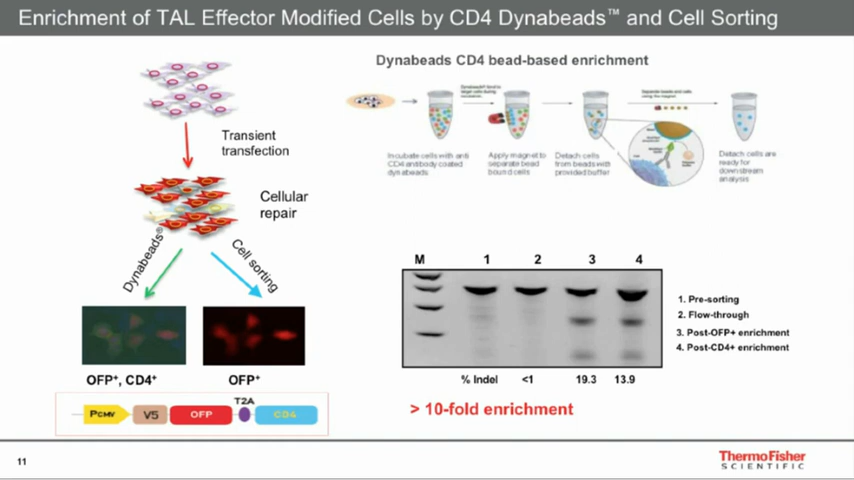 Enrichment of TAL Effector Modified Cells by CD4 Dynabeads™ and Cell Sorting
Transient
transfection
Cellular
repair
Dynabeads®
Cell sorting
OFP⁺, CD4⁺
OFP⁺
PCMV
V5
OFP
T2A
CD4
Dynabeads CD4 bead-based enrichment
Incubate cells with anti
CD4 antibody coated
dynabeads
Apply magnet to
separate bead
bound cells
Detach cells
from beads with
provided buffer
Detach cells are
ready for
downstream
analysis
M 1 2 3 4
1. Pre-sorting
2. Flow-through
3. Post-OFP+ enrichment
4. Post-CD4+ enrichment
% Indel <1 19.3 13.9
> 10-fold enrichment
11
ThermoFisher
SCIENTIFIC